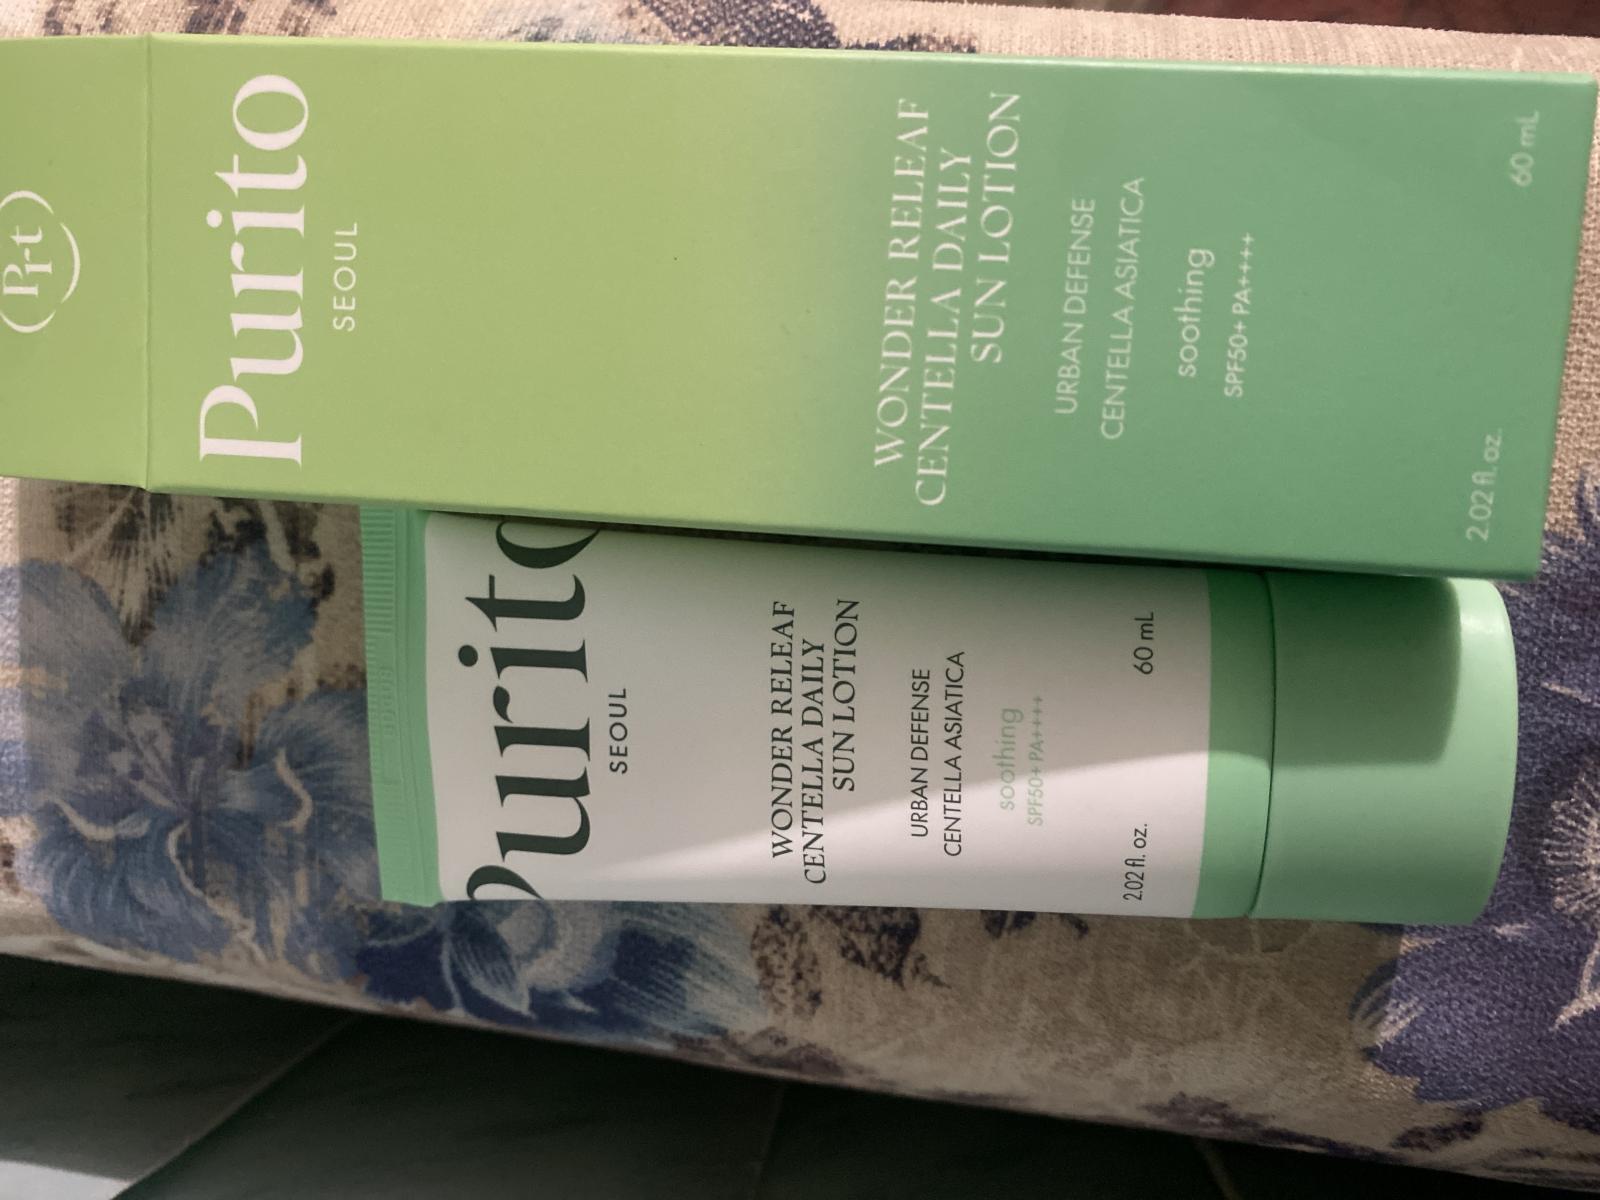 Pr-t
Purito
SEOUL
WONDER RELEAF
CENTELLA DAILY
SUN LOTION
URBAN DEFENSE
CENTELLA ASIATICA
soothing
SPF50+ PA++++
2.02 fl. oz.
60 mL
Purito
SEOUL
WONDER RELEAF
CENTELLA DAILY
SUN LOTION
URBAN DEFENSE
CENTELLA ASIATICA
soothing
SPF50+ PA++++
2.02 fl. oz.
60 mL